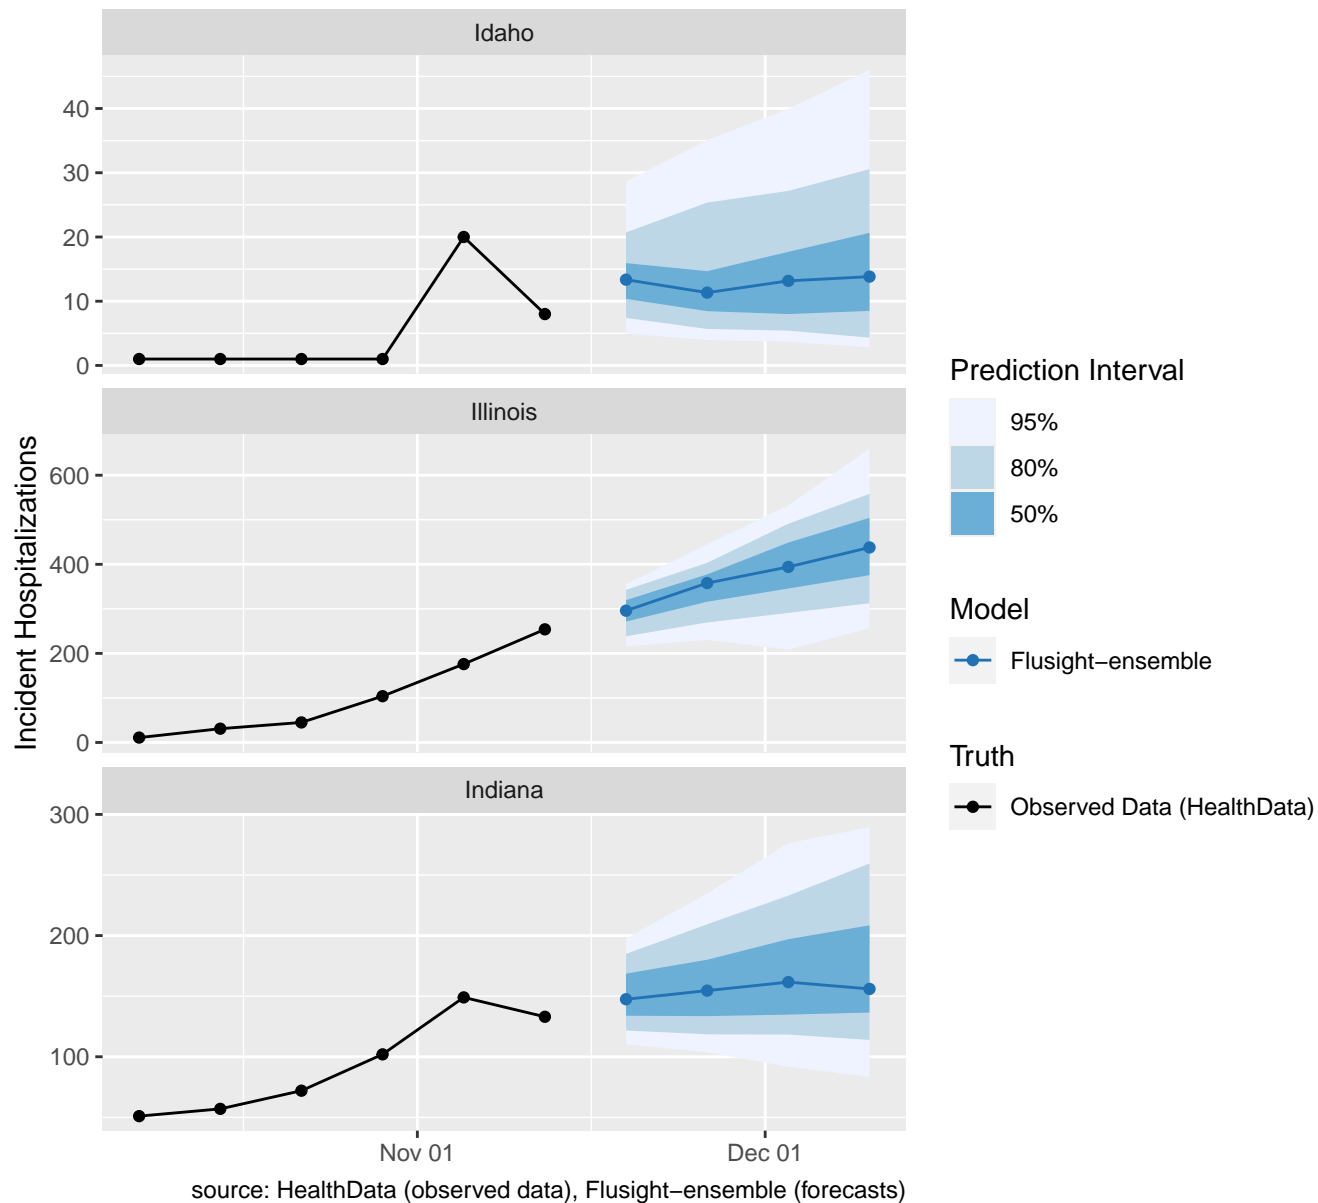 Idaho
40
30
20
10
0
Illinois
600
400
200
0
Indiana
300
200
100
Incident Hospitalizations
Nov 01
Dec 01
source: HealthData (observed data), Flusight−ensemble (forecasts)
Prediction Interval
95%
80%
50%
Model
Flusight−ensemble
Truth
Observed Data (HealthData)